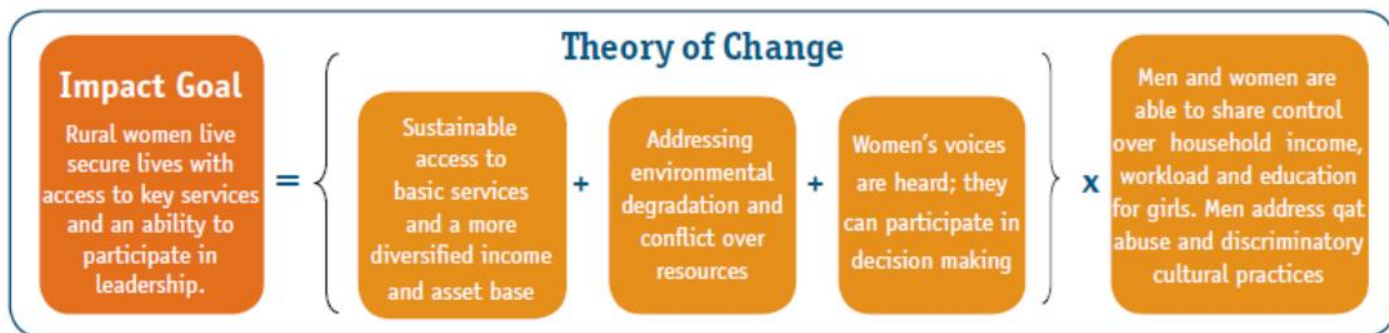 Theory of Change
Impact Goal
Rural women live
secure lives with
access to key services
and an ability to
participate in
leadership.
=
{
Sustainable
access to
basic services
and a more
diversified income
and asset base
+
Addressing
environmental
degradation and
conflict over
resources
+
Women's voices
are heard; they
can participate in
decision making
}
x
Men and women are
able to share control
over household income,
workload and education
for girls. Men address qat
abuse and discriminatory
cultural practices